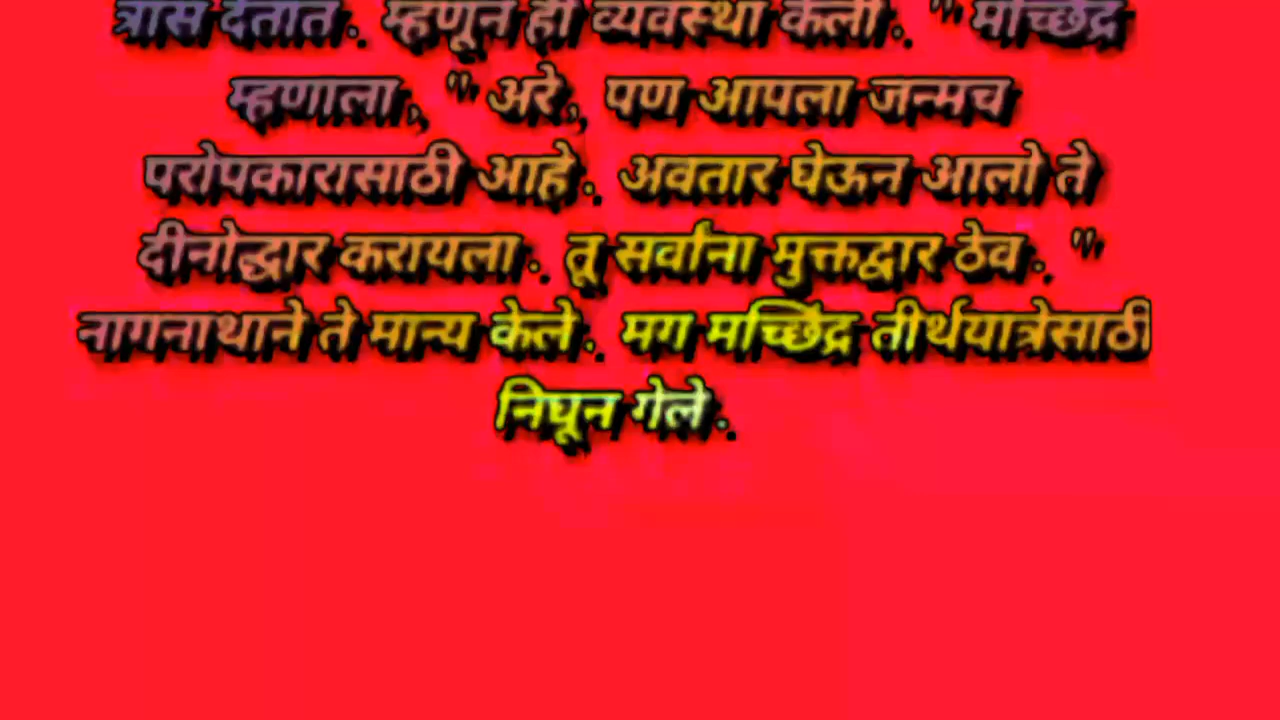 त्रास देतात . म्हणून ही व्यवस्था केली . " मच्छिंद्र
म्हणाला , " अरे , पण आपला जन्मच
परोपकारासाठी आहे . अवतार घेऊन आलो ते
दीनोद्धार करायला . तू सर्वांना मुक्तद्वार ठेव . "
नागनाथाने ते मान्य केले . मग मच्छिंद्र तीर्थयात्रेसाठी
निघून गेले .